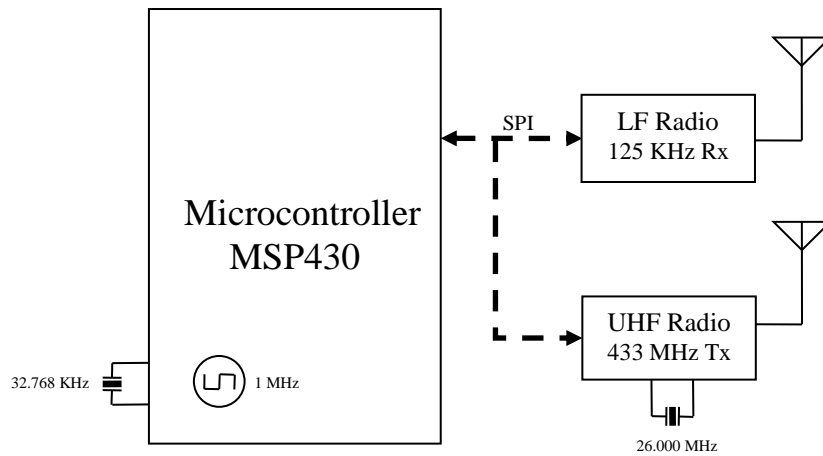 SPI
LF Radio
125 KHz Rx
Microcontroller
MSP430
UHF Radio
433 MHz Tx
32.768 KHz
1 MHz
26.000 MHz